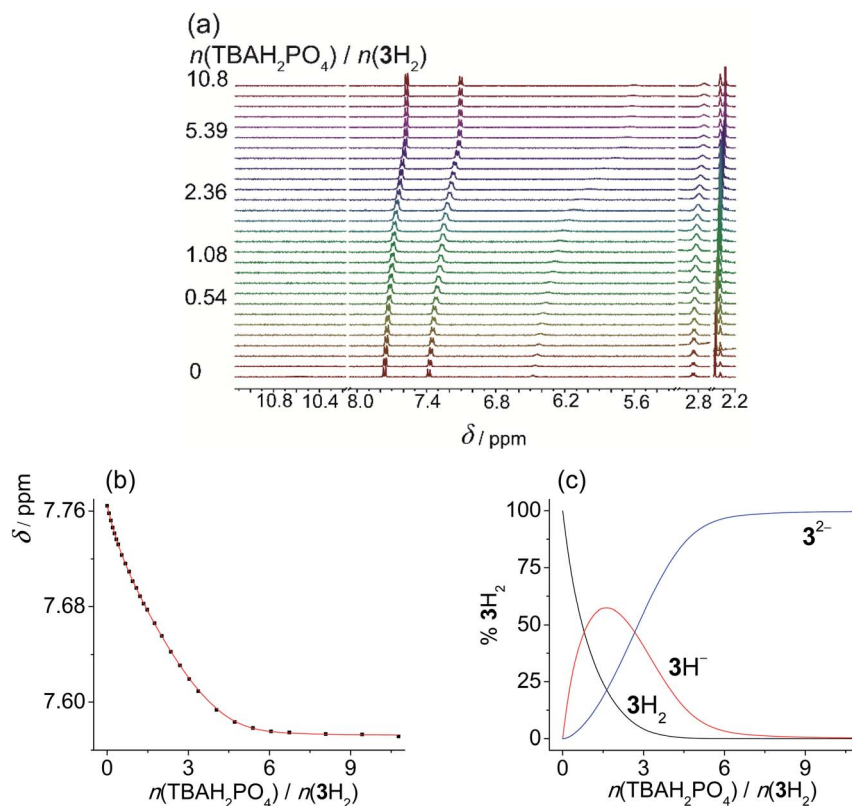 (a)
n(TBAH₂PO₄) / n(3H₂)
10.8
5.39
2.36
1.08
0.54
0
10.8 10.4 8.0 7.4 6.8 6.2 5.6 2.8 2.2
δ / ppm
(b)
δ / ppm
7.76
7.68
7.60
0 3 6 9
n(TBAH₂PO₄) / n(3H₂)
(c)
% 3H₂
100
75
50
25
0
3²⁻
3H⁻
3H₂
0 3 6 9
n(TBAH₂PO₄) / n(3H₂)